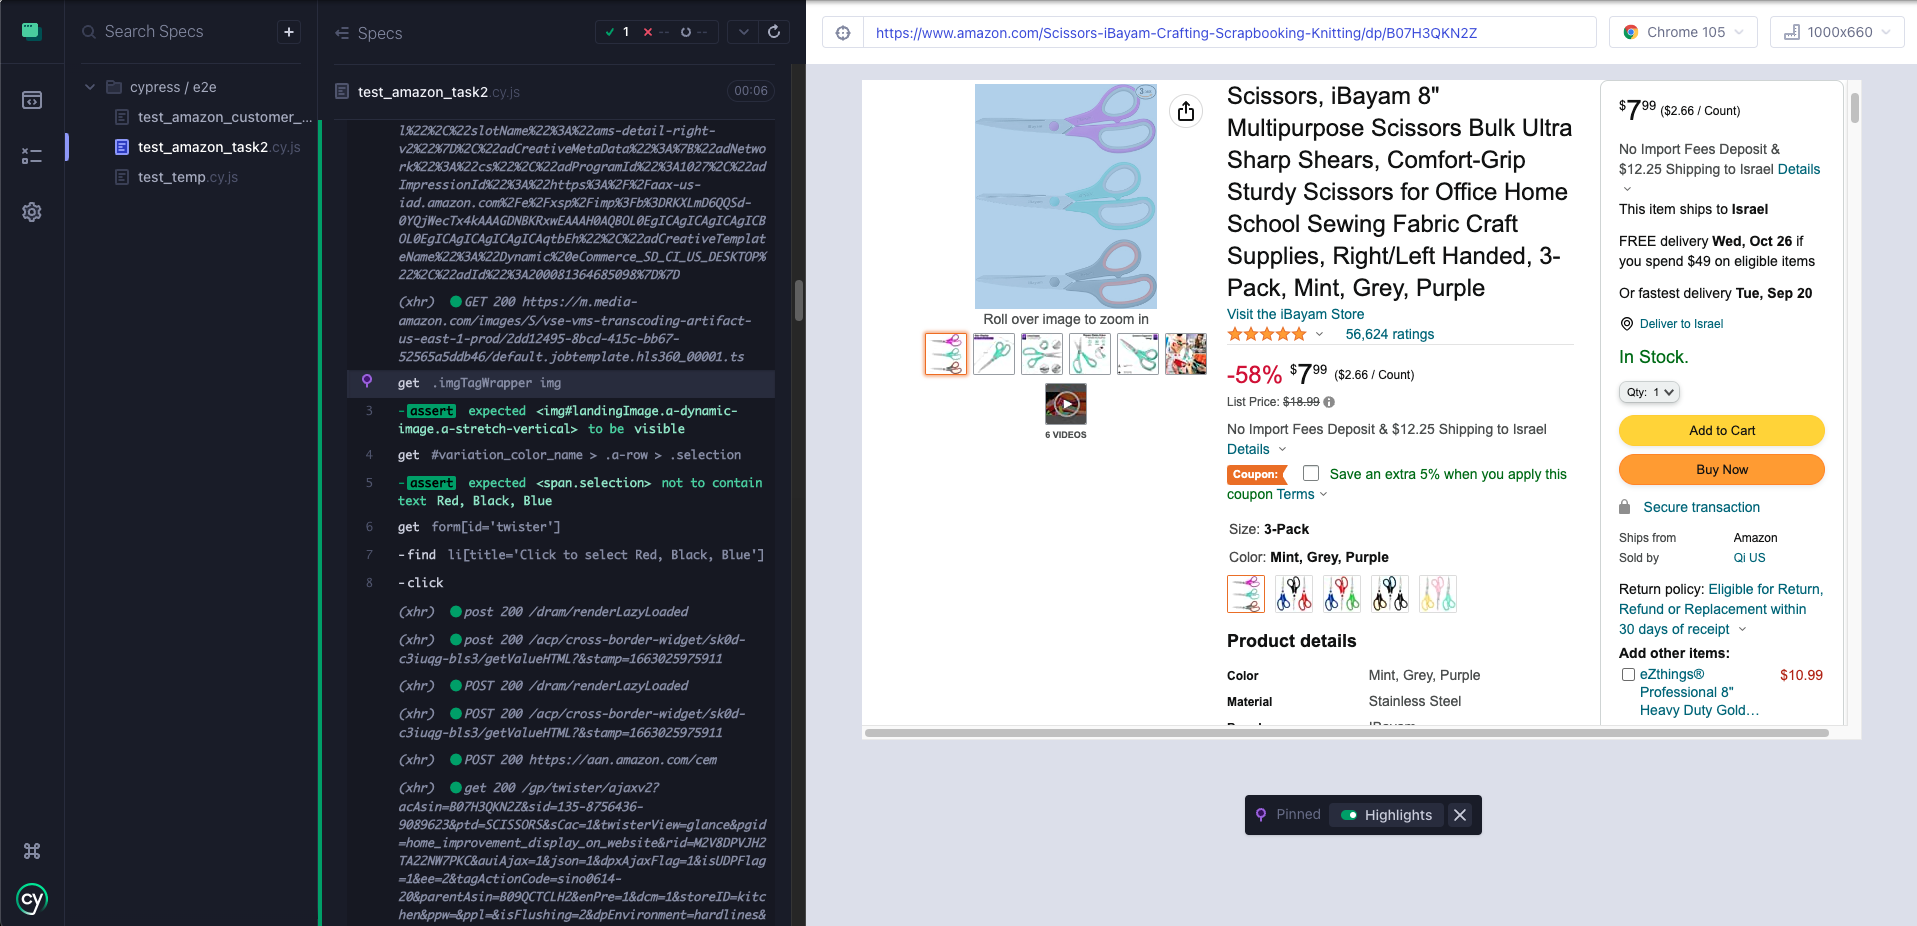 Search Specs
+
cypress / e2e
test_amazon_customer_...
test_amazon_task2.cy.js
test_temp.cy.js
cy
Specs
1
--
--
test_amazon_task2.cy.js
00:06
l%22%2C%22slotName%22%3A%22ams-detail-right-
v2%22%7D%2C%22adCreativeMetaData%22%3A%7B%22adNetwo
rk%22%3A%22cs%22%2C%22adProgramId%22%3A1027%2C%22ad
ImpressionId%22%3A%22https%3A%2F%2Faax-us-
iad.amazon.com%2Fe%2Fxsp%2Fimp%3Fb%3DRKXLmD6QQSd-
0YQjWecTx4kAAAGDNBKRxwEAAAH0AQBOL0EgICAgICAgICAgICB
OL0EgICAgICAgICAgICAqtbEh%22%2C%22adCreativeTemplat
eName%22%3A%22Dynamic%20eCommerce_SD_CI_US_DESKTOP%
22%2C%22adId%22%3A200081364685098%7D%7D
(xhr) GET 200 https://m.media-
amazon.com/images/S/vse-vms-transcoding-artifact-
us-east-1-prod/2dd12495-8bcd-415c-bb67-
52565a5ddb46/default.jobtemplate.hls360_00001.ts
get .imgTagWrapper img
3 -assert expected <img#landingImage.a-dynamic-
image.a-stretch-vertical> to be visible
4 get #variation_color_name > .a-row > .selection
5 -assert expected <span.selection> not to contain
text Red, Black, Blue
6 get form[id='twister']
7 -find li[title='Click to select Red, Black, Blue']
8 -click
(xhr) post 200 /dram/renderLazyLoaded
(xhr) post 200 /acp/cross-border-widget/sk0d-
c3iuqg-bls3/getValueHTML?&stamp=1663025975911
(xhr) POST 200 /dram/renderLazyLoaded
(xhr) POST 200 /acp/cross-border-widget/sk0d-
c3iuqg-bls3/getValueHTML?&stamp=1663025975911
(xhr) POST 200 https://aan.amazon.com/cem
(xhr) get 200 /gp/twister/ajaxv2?
acAsin=B07H3QKN2Z&sid=135-8756436-
9089623&ptd=SCISSORS&sCac=1&twisterView=glance&pgid
=home_improvement_display_on_website&rid=M2V8DPVJH2
TA22NW7PKC&auiAjax=1&json=1&dpxAjaxFlag=1&isUDPFlag
=1&ee=2&tagActionCode=sino0614-
20&parentAsin=B09QCTCLH2&enPre=1&dcm=1&storeID=kitc
hen&ppw=&ppl=&isFlushing=2&dpEnvironment=hardlines&
https://www.amazon.com/Scissors-iBayam-Crafting-Scrapbooking-Knitting/dp/B07H3QKN2Z
Chrome 105
1000x660
Roll over image to zoom in
6 VIDEOS
Scissors, iBayam 8"
Multipurpose Scissors Bulk Ultra
Sharp Shears, Comfort-Grip
Sturdy Scissors for Office Home
School Sewing Fabric Craft
Supplies, Right/Left Handed, 3-
Pack, Mint, Grey, Purple
Visit the iBayam Store
56,624 ratings
-58% $7.99 ($2.66 / Count)
List Price: $18.99
No Import Fees Deposit & $12.25 Shipping to Israel
Details
Coupon: Save an extra 5% when you apply this
coupon Terms
Size: 3-Pack
Color: Mint, Grey, Purple
Product details
Color Mint, Grey, Purple
Material Stainless Steel
$7.99 ($2.66 / Count)
No Import Fees Deposit &
$12.25 Shipping to Israel Details
This item ships to Israel
FREE delivery Wed, Oct 26 if
you spend $49 on eligible items
Or fastest delivery Tue, Sep 20
Deliver to Israel
In Stock.
Qty: 1
Add to Cart
Buy Now
Secure transaction
Ships from Amazon
Sold by Qi US
Return policy: Eligible for Return,
Refund or Replacement within
30 days of receipt
Add other items:
eZthings® $10.99
Professional 8"
Heavy Duty Gold…
Pinned
Highlights